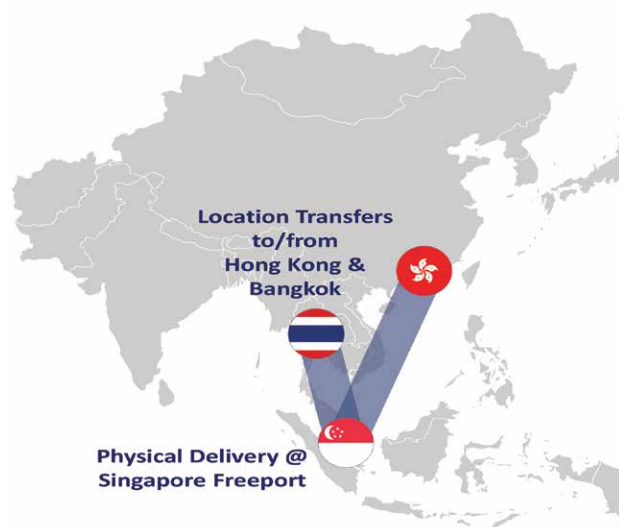 Location Transfers
to/from
Hong Kong &
Bangkok
Physical Delivery @
Singapore Freeport